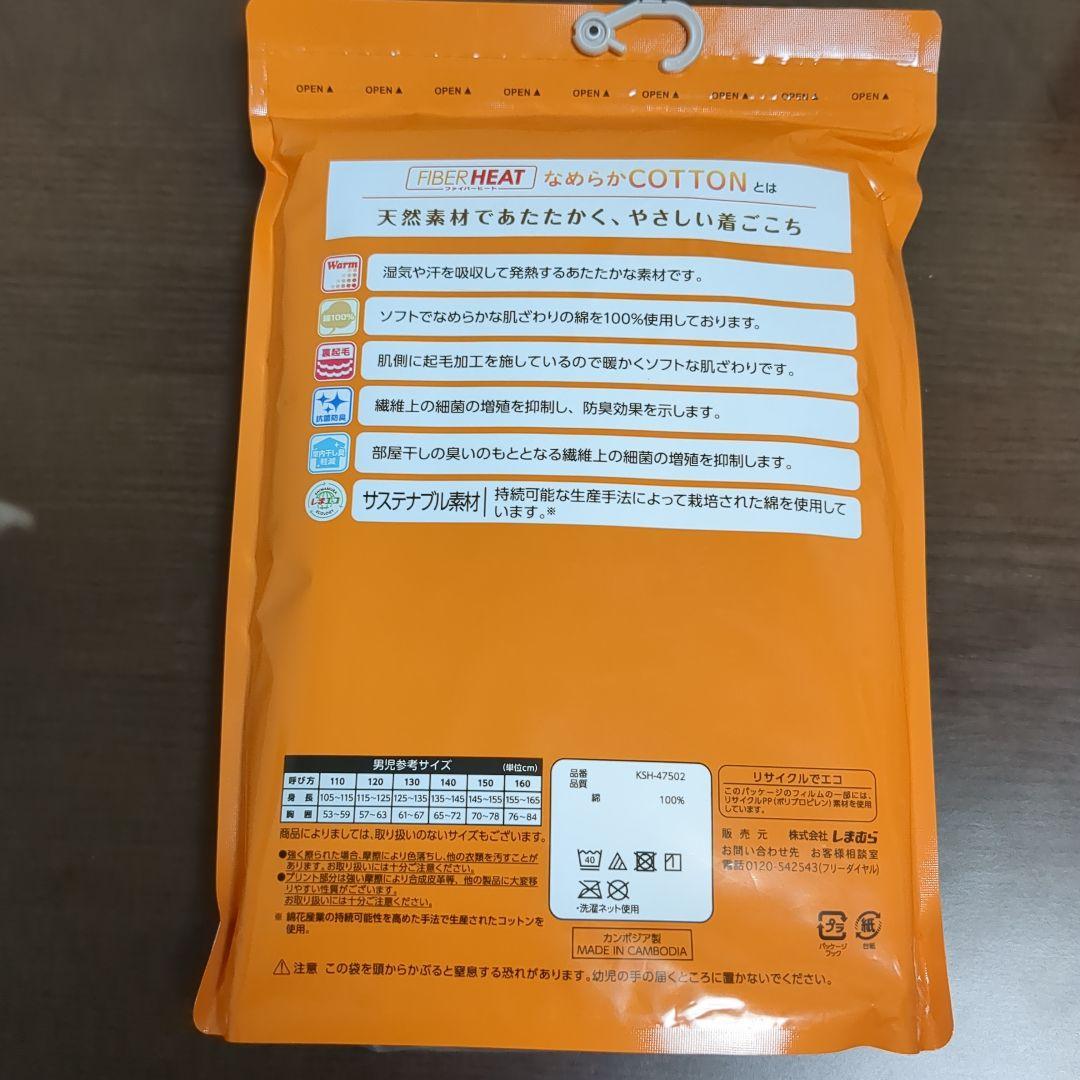 OPEN▲ OPEN▲ OPEN▲ OPEN▲ OPEN▲ OPEN▲ OPEN▲ OPEN▲ OPEN▲
FIBER HEAT なめらかCOTTONとは
ファイバーヒート
天然素材であたたかく、やさしい着ごこち
Warm 湿気や汗を吸収して発熱するあたたかな素材です。
綿100% ソフトでなめらかな肌ざわりの綿を100%使用しております。
裏起毛 肌側に起毛加工を施しているので暖かくソフトな肌ざわりです。
抗菌防臭 繊維上の細菌の増殖を抑制し、防臭効果を示します。
室内干し臭
軽減
部屋干しの臭いのもととなる繊維上の細菌の増殖を抑制します。
SHIMAMURA
しまエコ
ECOLOGY
サステナブル素材 持続可能な生産手法によって栽培された綿を使用して
います。※
男児参考サイズ (単位cm)
呼び方 110 120 130 140 150 160
身長 105~115 115~125 125~135 135~145 145~155 155~165
胸囲 53~59 57~63 61~67 65~72 70~78 76~84
商品によりましては、取り扱いのないサイズもございます。
●強く擦られた場合、摩擦により色落ちし、他の衣類を汚すことが
あります。お取り扱いには十分ご注意ください。
●プリント部分は強い摩擦により合成皮革等、他の製品に大変移
りやすい性質がございます。
お取り扱いには十分ご注意ください。
※ 綿花産業の持続可能性を高めた手法で生産されたコットンを
使用。
品番 KSH-47502
品質
綿 100%
40
・洗濯ネット使用
カンボジア製
MADE IN CAMBODIA
リサイクルでエコ
このパッケージのフィルムの一部には、
リサイクルPP(ポリプロピレン)素材を使用
しています。
販売元 株式会社 しまむら
お問い合わせ先 お客様相談室
電話0120-542543(フリーダイヤル)
プラ
パッケージ
フック
紙
台紙
⚠注意 この袋を頭からかぶると窒息する恐れがあります。幼児の手の届くところに置かないでください。